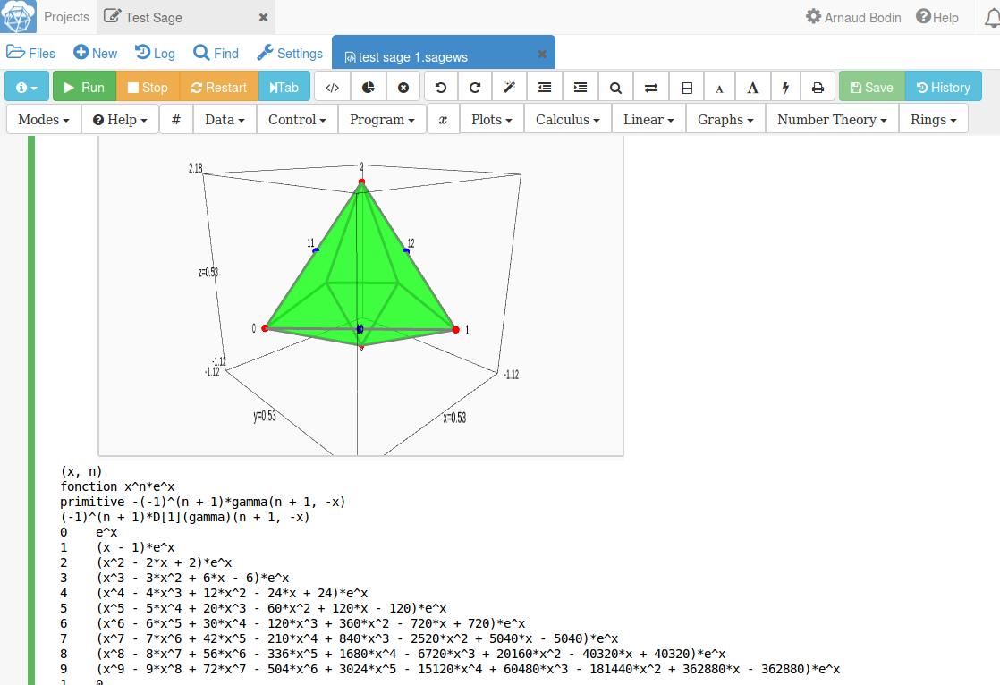 Projects Test Sage Arnaud Bodin Help
Files New Log Find Settings test sage 1.sagews
Run Stop Restart Tab </> A A Save History
Modes Help # Data Control Program x Plots Calculus Linear Graphs Number Theory Rings
2.18 2
11 12
z=0.53
0 1
-1.12
-1.12 -1.12
y=0.53 x=0.53
(x, n)
fonction x^n*e^x
primitive -(-1)^(n + 1)*gamma(n + 1, -x)
(-1)^(n + 1)*D[1](gamma)(n + 1, -x)
0 e^x
1 (x - 1)*e^x
2 (x^2 - 2*x + 2)*e^x
3 (x^3 - 3*x^2 + 6*x - 6)*e^x
4 (x^4 - 4*x^3 + 12*x^2 - 24*x + 24)*e^x
5 (x^5 - 5*x^4 + 20*x^3 - 60*x^2 + 120*x - 120)*e^x
6 (x^6 - 6*x^5 + 30*x^4 - 120*x^3 + 360*x^2 - 720*x + 720)*e^x
7 (x^7 - 7*x^6 + 42*x^5 - 210*x^4 + 840*x^3 - 2520*x^2 + 5040*x - 5040)*e^x
8 (x^8 - 8*x^7 + 56*x^6 - 336*x^5 + 1680*x^4 - 6720*x^3 + 20160*x^2 - 40320*x + 40320)*e^x
9 (x^9 - 9*x^8 + 72*x^7 - 504*x^6 + 3024*x^5 - 15120*x^4 + 60480*x^3 - 181440*x^2 + 362880*x - 362880)*e^x
1 0